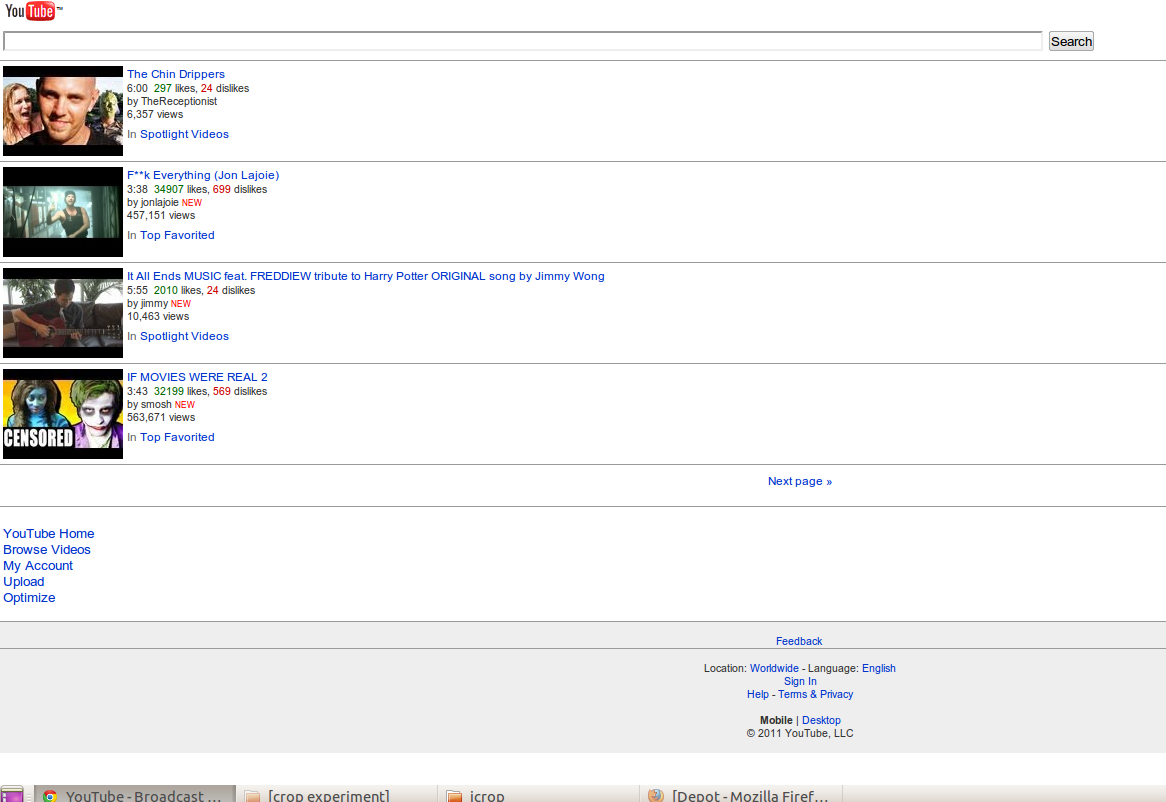 YouTube™
Search
The Chin Drippers
6:00 297 likes, 24 dislikes
by TheReceptionist
6,357 views
In Spotlight Videos
F**k Everything (Jon Lajoie)
3:38 34907 likes, 699 dislikes
by jonlajoie NEW
457,151 views
In Top Favorited
It All Ends MUSIC feat. FREDDIEW tribute to Harry Potter ORIGINAL song by Jimmy Wong
5:55 2010 likes, 24 dislikes
by jimmy NEW
10,463 views
In Spotlight Videos
IF MOVIES WERE REAL 2
3:43 32199 likes, 569 dislikes
by smosh NEW
563,671 views
In Top Favorited
CENSORED
Next page »
YouTube Home
Browse Videos
My Account
Upload
Optimize
Feedback
Location: Worldwide - Language: English
Sign In
Help - Terms & Privacy
Mobile | Desktop
© 2011 YouTube, LLC
YouTube - Broadcast ...
[crop experiment]
icrop
[Depot - Mozilla Firef...